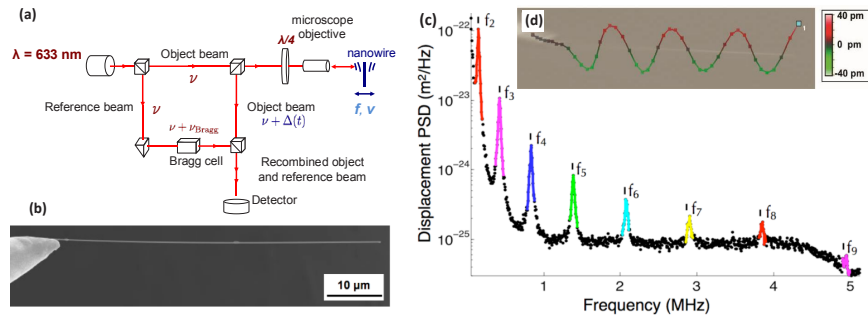 (a)
microscope
objective
λ/4
Object beam
ν
λ = 633 nm
nanowire
f, v
Reference beam
ν
Object beam
ν + Δ(t)
ν + νBragg
Bragg cell
Recombined object
and reference beam
Detector
(b)
10 µm
(c)
Displacement PSD (m²/Hz)
10⁻²²
10⁻²³
10⁻²⁴
10⁻²⁵
f₂
f₃
f₄
f₅
f₆
f₇
f₈
f₉
1
2
3
4
5
Frequency (MHz)
(d)
1
40 pm
0 pm
-40 pm